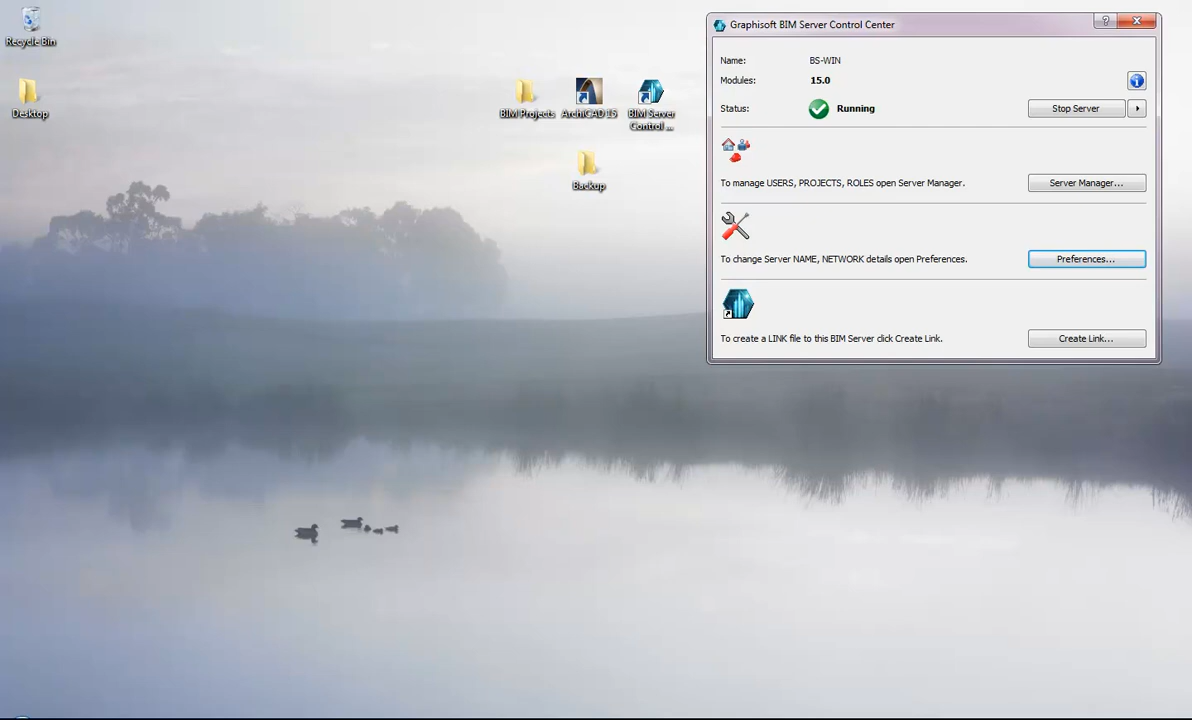 Recycle Bin
Desktop
BIM Projects
ArchiCAD 15
BIM Server
Control ...
Backup
Graphisoft BIM Server Control Center
?
Name: BS-WIN
Modules: 15.0
Status: Running
Stop Server
To manage USERS, PROJECTS, ROLES open Server Manager.
Server Manager...
To change Server NAME, NETWORK details open Preferences.
Preferences...
To create a LINK file to this BIM Server click Create Link.
Create Link...